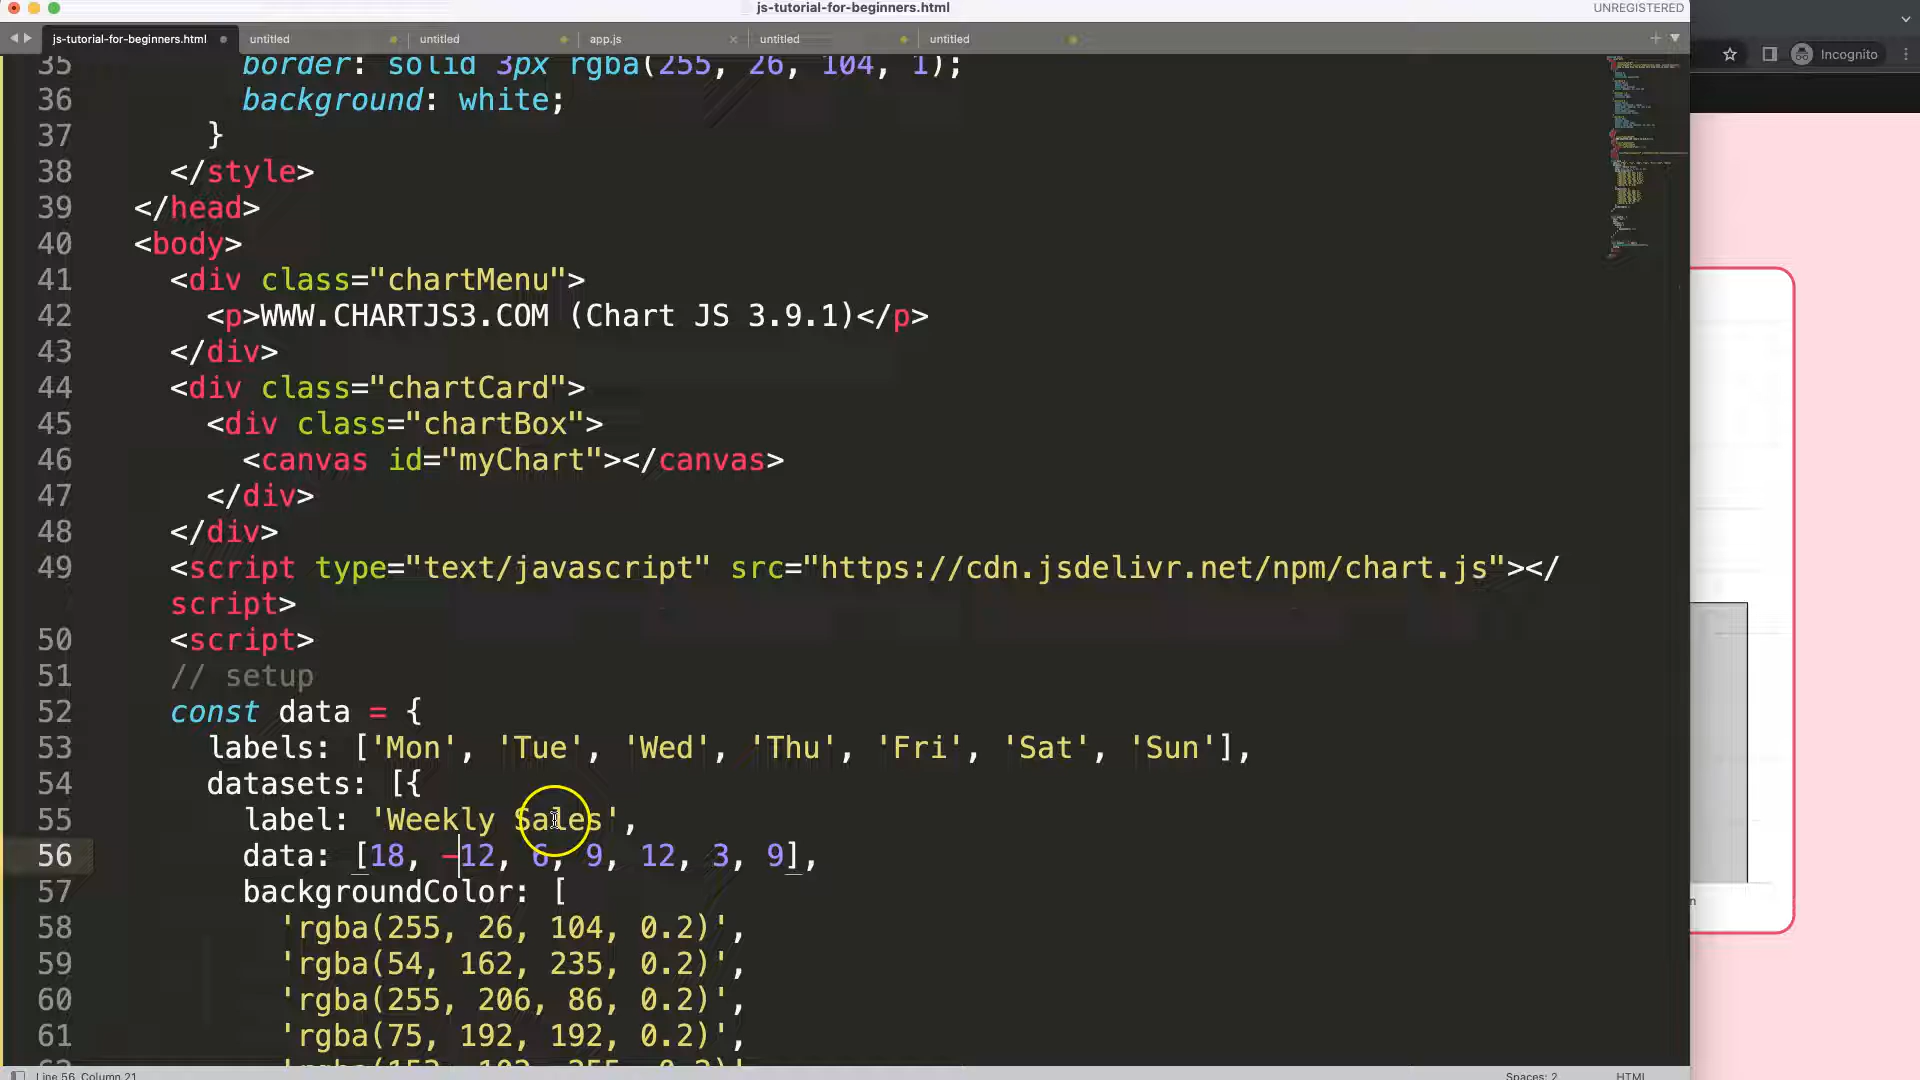 js-tutorial-for-beginners.html
UNREGISTERED
js-tutorial-for-beginners.html
untitled
untitled
app.js
untitled
untitled
Incognito
35 border: solid 3px rgba(255, 26, 104, 1);
36 background: white;
37 }
38 </style>
39 </head>
40 <body>
41 <div class="chartMenu">
42 <p>WWW.CHARTJS3.COM (Chart JS 3.9.1)</p>
43 </div>
44 <div class="chartCard">
45 <div class="chartBox">
46 <canvas id="myChart"></canvas>
47 </div>
48 </div>
49 <script type="text/javascript" src="https://cdn.jsdelivr.net/npm/chart.js"></
script>
50 <script>
51 // setup
52 const data = {
53 labels: ['Mon', 'Tue', 'Wed', 'Thu', 'Fri', 'Sat', 'Sun'],
54 datasets: [{
55 label: 'Weekly Sales',
56 data: [18, -12, 6, 9, 12, 3, 9],
57 backgroundColor: [
58 'rgba(255, 26, 104, 0.2)',
59 'rgba(54, 162, 235, 0.2)',
60 'rgba(255, 206, 86, 0.2)',
61 'rgba(75, 192, 192, 0.2)',
Line 56, Column 21
Spaces: 2
HTML